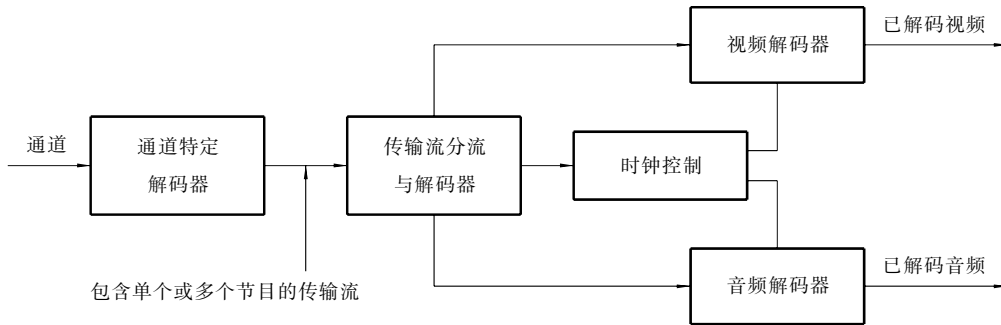 视频解码器
已解码视频
通道
通道特定
解码器
传输流分流
与解码器
时钟控制
包含单个或多个节目的传输流
音频解码器
已解码音频